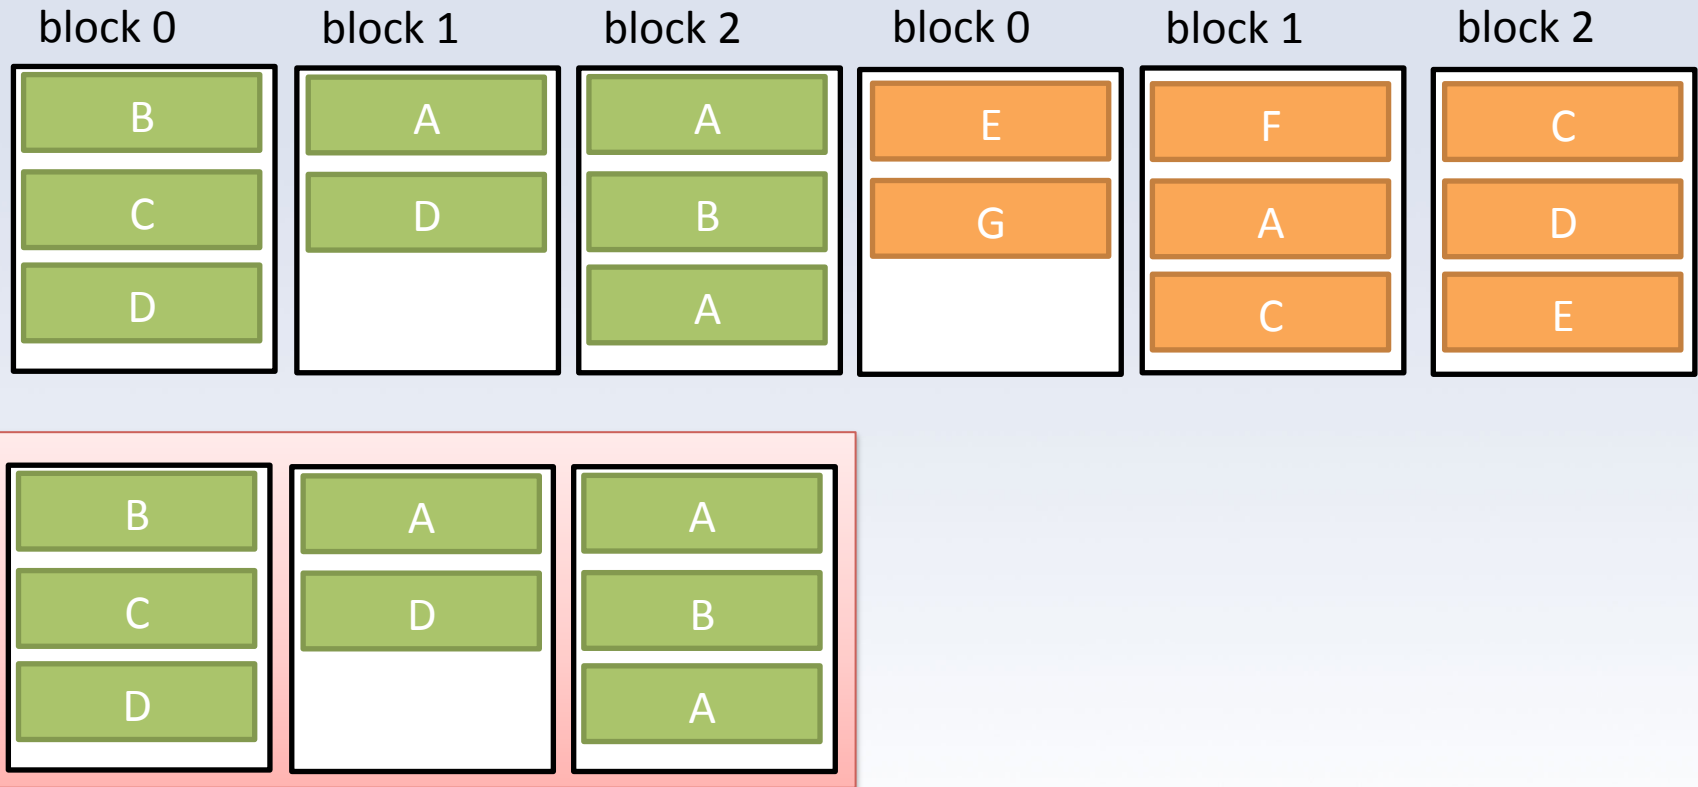 block 0 block 1 block 2 block 0 block 1 block 2
B A A E F C
C D B G A D
D A C E
B A A
C D B
D A